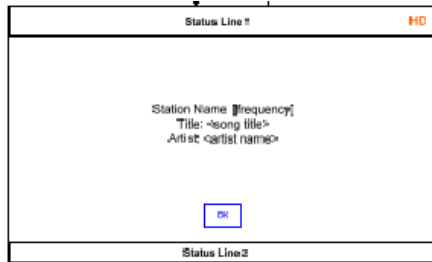 Status Line 1
HD
Station Name [frequency]
Title: <song title>
Artist: <artist name>
OK
Status Line 2